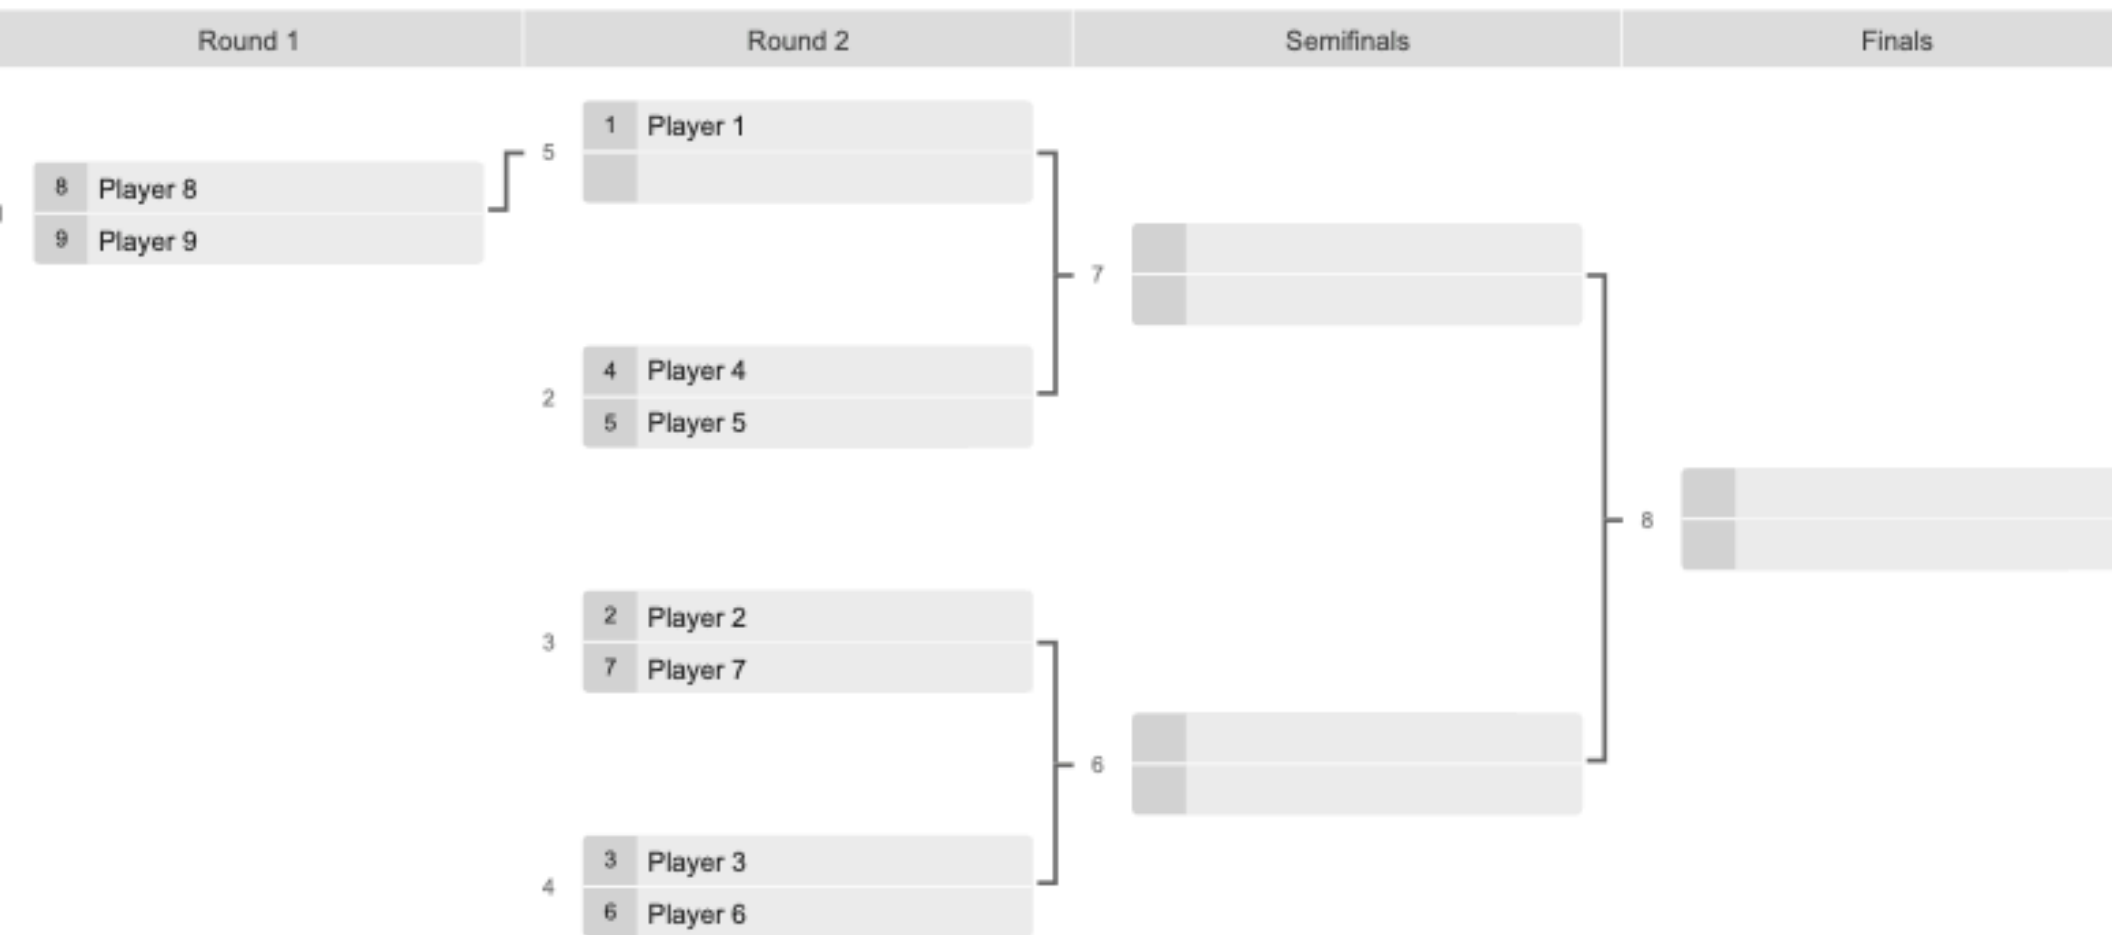 Round 1
Round 2
Semifinals
Finals
8 Player 8
9 Player 9
5
1 Player 1
2
4 Player 4
5 Player 5
3
2 Player 2
7 Player 7
4
3 Player 3
6 Player 6
7
6
8